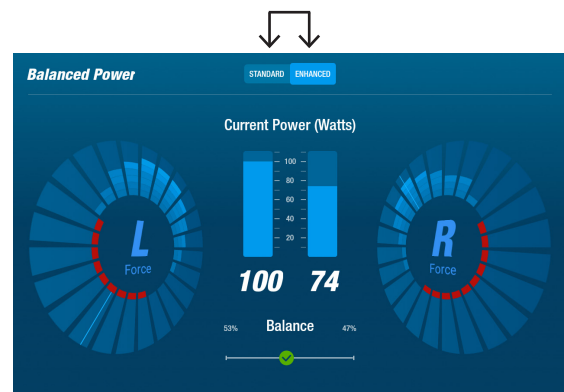 Balanced Power
STANDARD ENHANCED
Current Power (Watts)
100
80
60
40
20
L
Force
R
Force
100 74
53% Balance 47%